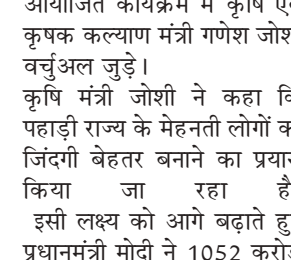 आयोजित कार्यक्रम में कृषि
कृषक कल्याण मंत्री गणेश जोश
वर्चुअल जुड़े।
कृषि मंत्री जोशी ने कहा
पहाड़ी राज्य के मेहनती लोगों
जिंदगी बेहतर बनाने का प्रयास
किया जा रहा है
इसी लक्ष्य को आगे बढ़ाते
प्रधानमंत्री मोदी ने 1052 करोड़